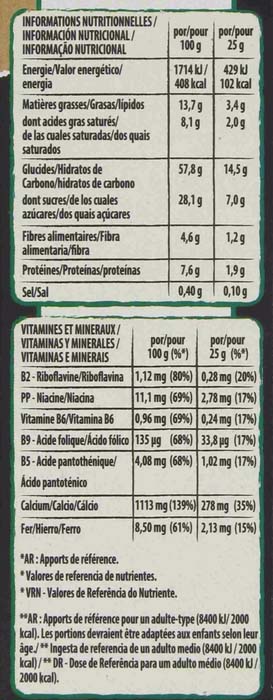 INFORMATIONS NUTRITIONNELLES /
INFORMACIÓN NUTRICIONAL /
INFORMAÇÃO NUTRICIONAL
por/pour 100 g
por/pour 25 g
Energie/Valor energético/ 1714 kJ / 429 kJ
energia 408 kcal 102 kcal
Matières grasses/Grasas/lípidos 13,7 g 3,4 g
dont acides gras saturés/ 8,1 g 2,0 g
de las cuales saturadas/dos quais
saturados
Glucides/Hidratos de 57,8 g 14,5 g
Carbono/hidratos de carbono
dont sucres/de los cuales 28,1 g 7,0 g
azúcares/dos quais açúcares
Fibres alimentaires/Fibra 4,6 g 1,2 g
alimentaria/fibra
Protéines/Proteínas/proteínas 7,6 g 1,9 g
Sel/Sal 0,40 g 0,10 g
VITAMINES ET MINERAUX /
VITAMINAS Y MINERALES /
VITAMINAS E MINERAIS
por/pour 100 g (%*)
por/pour 25 g (%*)
B2 - Riboflavine/Riboflavina 1,12 mg (80%) 0,28 mg (20%)
PP - Niacine/Niacina 11,1 mg (69%) 2,78 mg (17%)
Vitamine B6/Vitamina B6 0,96 mg (69%) 0,24 mg (17%)
B9 - Acide folique/Ácido fólico 135 µg (68%) 33,8 µg (17%)
B5 - Acide pantothénique/ 4,08 mg (68%) 1,02 mg (17%)
Ácido pantoténico
Calcium/Calcio/Cálcio 1113 mg (139%) 278 mg (35%)
Fer/Hierro/Ferro 8,50 mg (61%) 2,13 mg (15%)
*AR : Apports de référence.
* Valores de referencia de nutrientes.
* VRN - Valores de Referência do Nutriente.
**AR : Apports de référence pour un adulte-type (8400 kJ/ 2000
kcal). Les portions devraient être adaptées aux enfants selon leur
âge./** Ingesta de referencia de un adulto medio (8400 kJ / 2000
kcal) / ** DR - Dose de Referência para um adulto médio (8400 kJ /
2000 kcal).